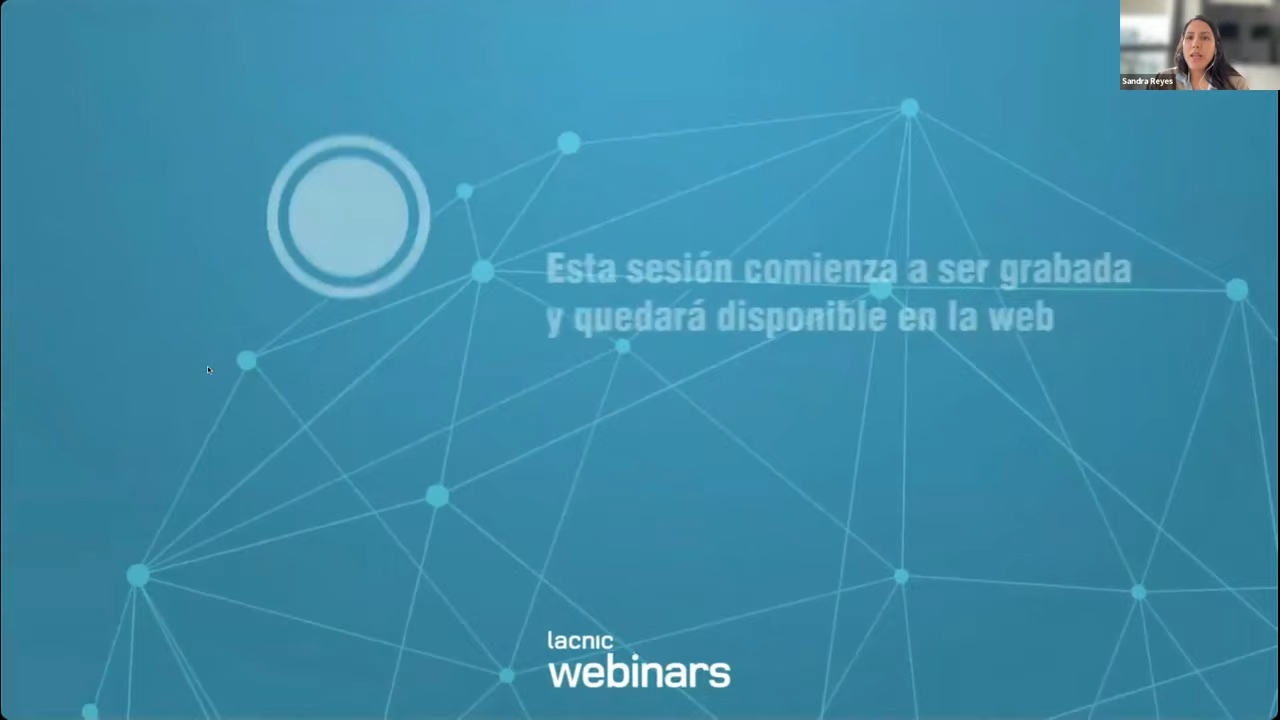 Sandra Reyes
Esta sesión comienza a ser grabada
y quedará disponible en la web
lacnic
webinars